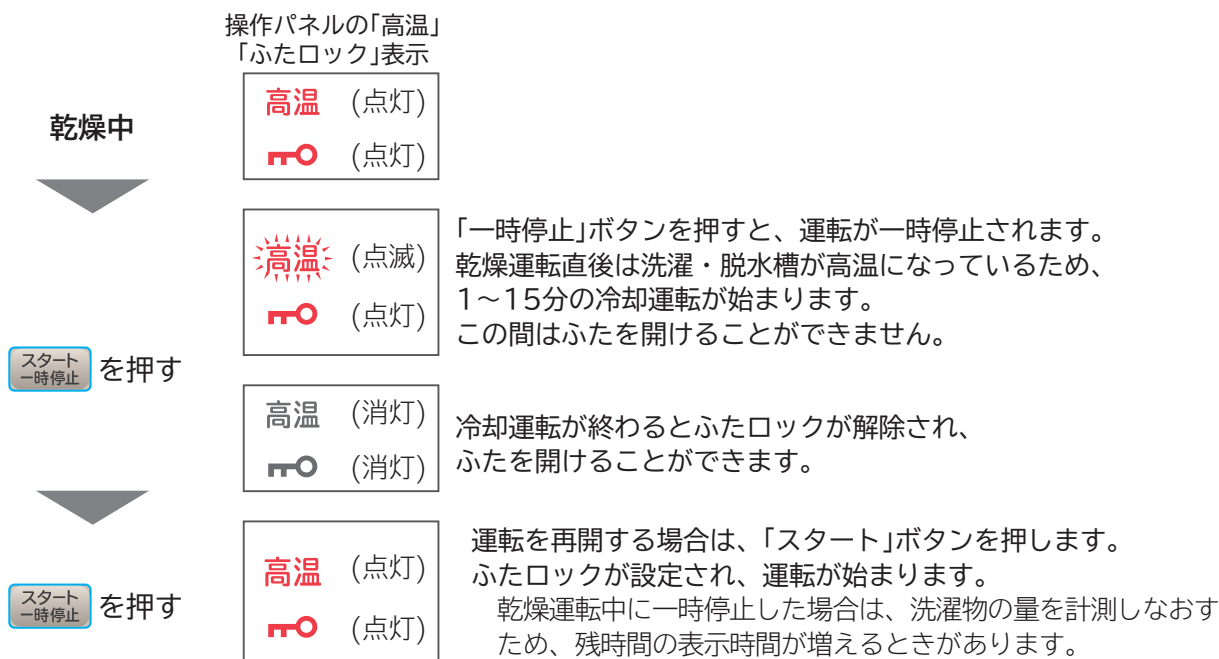 操作パネルの「高温」
「ふたロック」表示
乾燥中
高温 (点灯)
(点灯)
高温 (点滅)
(点灯)
「一時停止」ボタンを押すと、運転が一時停止されます。
乾燥運転直後は洗濯・脱水槽が高温になっているため、
1～15分の冷却運転が始まります。
この間はふたを開けることができません。
スタート
一時停止 を押す
高温 (消灯)
(消灯)
冷却運転が終わるとふたロックが解除され、
ふたを開けることができます。
スタート
一時停止 を押す
高温 (点灯)
(点灯)
運転を再開する場合は、「スタート」ボタンを押します。
ふたロックが設定され、運転が始まります。
乾燥運転中に一時停止した場合は、洗濯物の量を計測しなおす
ため、残時間の表示時間が増えるときがあります。